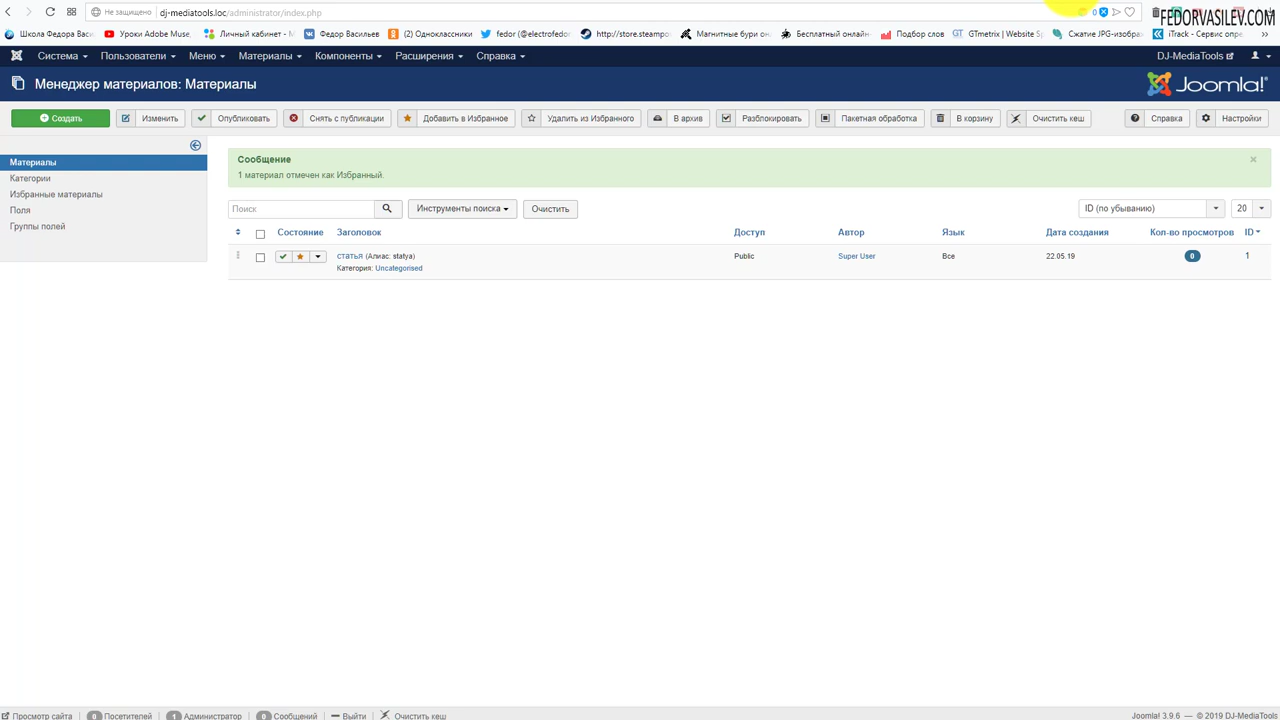 Не защищено dj-mediatools.loc/administrator/index.php 0
FEDORVASILEV.COM
Школа Федора Васи Уроки Adobe Muse, Личный кабинет - М Федор Васильев (2) Одноклассники fedor (@electrofedor http://store.steampo Магнитные бури он Бесплатный онлайн- Подбор слов GTmetrix | Website Sp Сжатие JPG-изобра iTrack - Сервис опре
Система Пользователи Меню Материалы Компоненты Расширения Справка DJ-MediaTools
Менеджер материалов: Материалы Joomla!
Создать Изменить Опубликовать Снять с публикации Добавить в Избранное Удалить из Избранного В архив Разблокировать Пакетная обработка В корзину Очистить кеш Справка Настройки
Материалы
Категории
Избранные материалы
Поля
Группы полей
Сообщение ×
1 материал отмечен как Избранный.
Поиск Инструменты поиска Очистить ID (по убыванию) 20
Состояние Заголовок Доступ Автор Язык Дата создания Кол-во просмотров ID
статья (Алиас: statya) Public Super User Все 22.05.19 0 1
Категория: Uncategorised
Просмотр сайта 0 Посетителей 1 Администратор 0 Сообщений Выйти Очистить кеш Joomla! 3.9.6 — © 2019 DJ-MediaTools